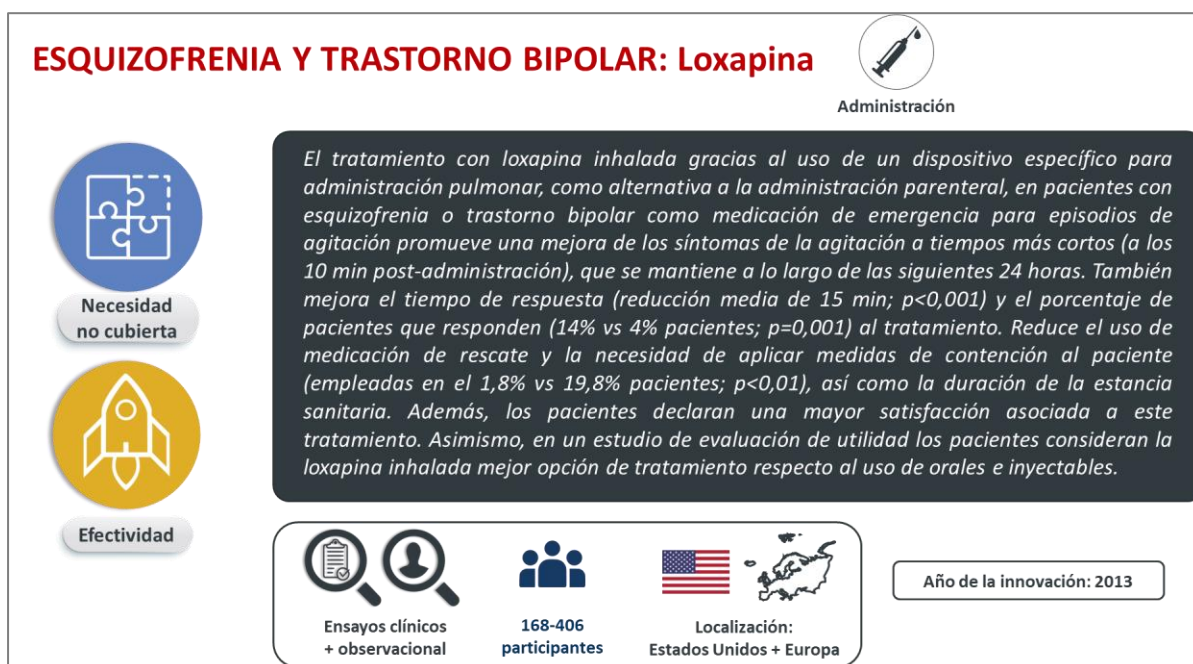 ESQUIZOFRENIA Y TRASTORNO BIPOLAR: Loxapina
Administración
Necesidad
no cubierta
Efectividad
El tratamiento con loxapina inhalada gracias al uso de un dispositivo específico para
administración pulmonar, como alternativa a la administración parenteral, en pacientes con
esquizofrenia o trastorno bipolar como medicación de emergencia para episodios de
agitación promueve una mejora de los síntomas de la agitación a tiempos más cortos (a los
10 min post-administración), que se mantiene a lo largo de las siguientes 24 horas. También
mejora el tiempo de respuesta (reducción media de 15 min; p<0,001) y el porcentaje de
pacientes que responden (14% vs 4% pacientes; p=0,001) al tratamiento. Reduce el uso de
medicación de rescate y la necesidad de aplicar medidas de contención al paciente
(empleadas en el 1,8% vs 19,8% pacientes; p<0,01), así como la duración de la estancia
sanitaria. Además, los pacientes declaran una mayor satisfacción asociada a este
tratamiento. Asimismo, en un estudio de evaluación de utilidad los pacientes consideran la
loxapina inhalada mejor opción de tratamiento respecto al uso de orales e inyectables.
Ensayos clínicos
+ observacional
168-406
participantes
Localización:
Estados Unidos + Europa
Año de la innovación: 2013